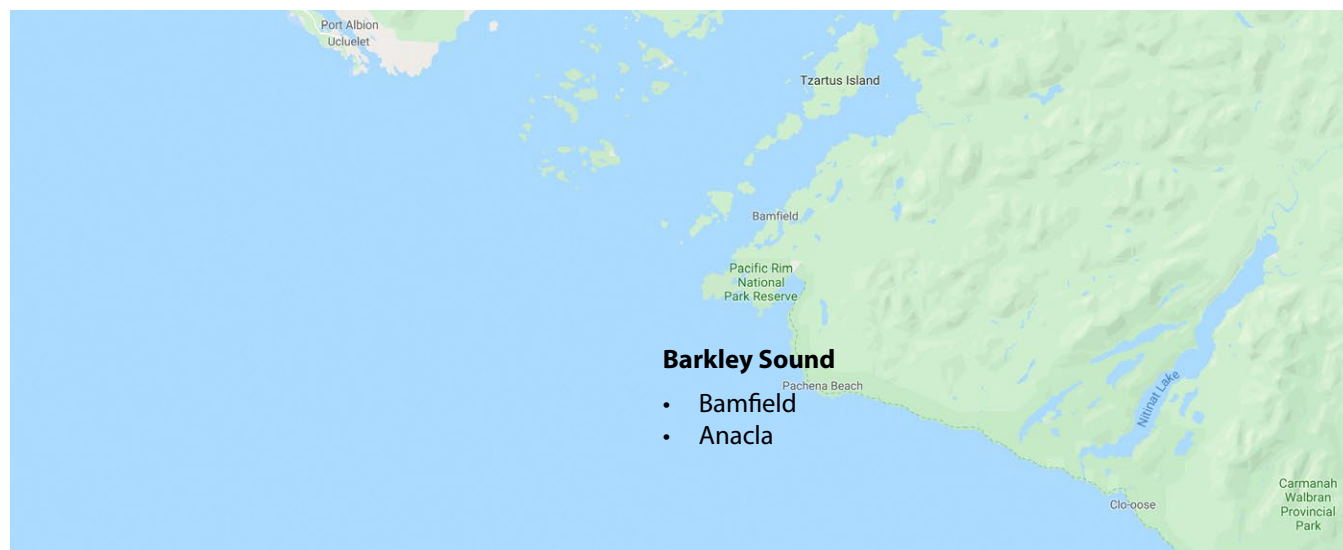 Port Albion
Ucluelet
Tzartus Island
Bamfield
Pacific Rim
National
Park Reserve
Barkley Sound
Pachena Beach
• Bamfield
• Anacla
Nitinat Lake
Carmanah
Walbran
Provincial
Park
Clo-oose